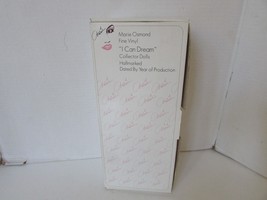 Marie Osmond
Fine Vinyl
"I Can Dream"
Collector Dolls
Hallmarked
Dated By Year of Production